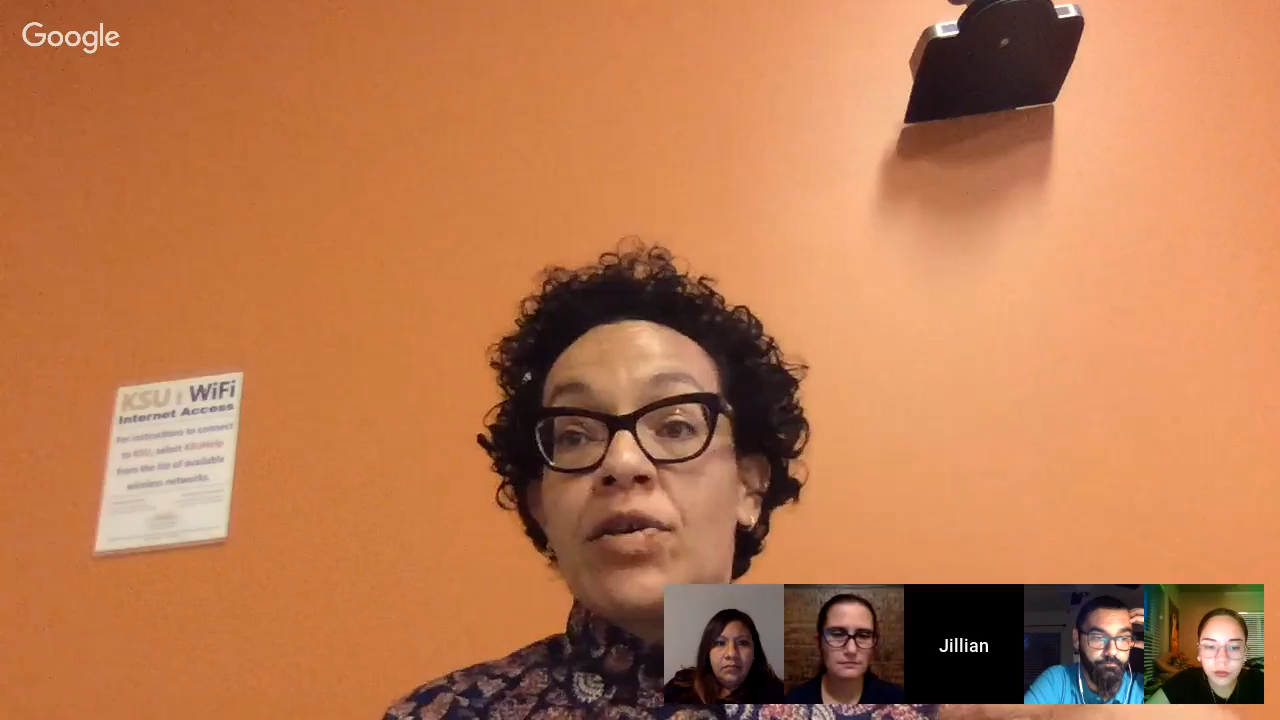 Google
KSU WiFi
Internet Access
For instructions to connect
to KSU, select KSUHelp
from the list of available
wireless networks.
Jillian